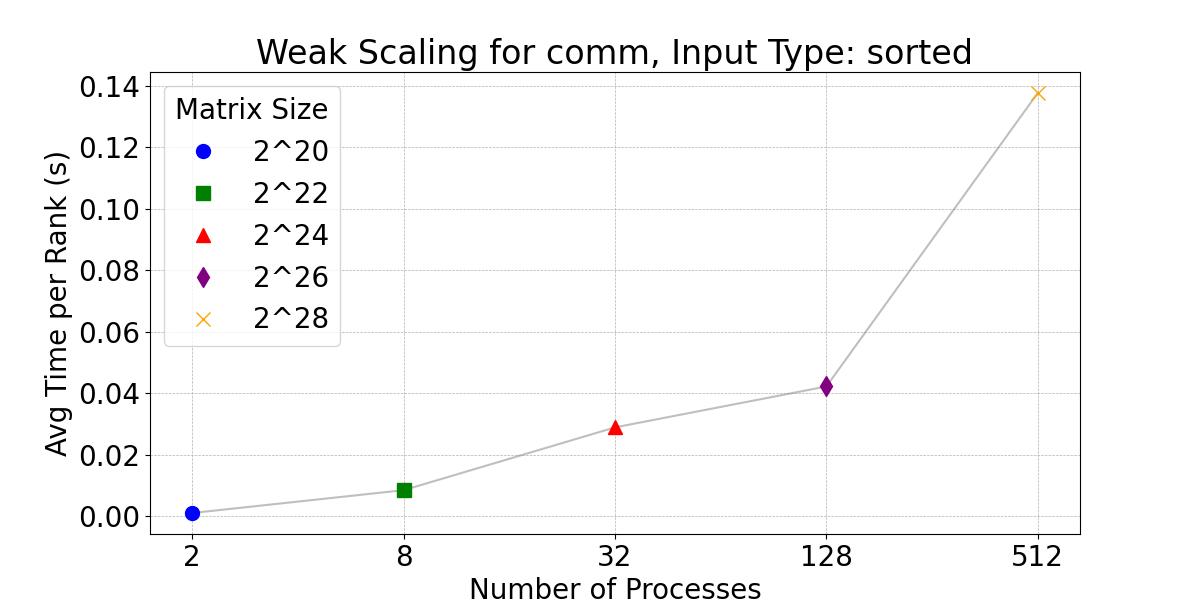 Weak Scaling for comm, Input Type: sorted
Avg Time per Rank (s)
0.14
0.12
0.10
0.08
0.06
0.04
0.02
0.00
Matrix Size
2^20
2^22
2^24
2^26
2^28
2 8 32 128 512
Number of Processes